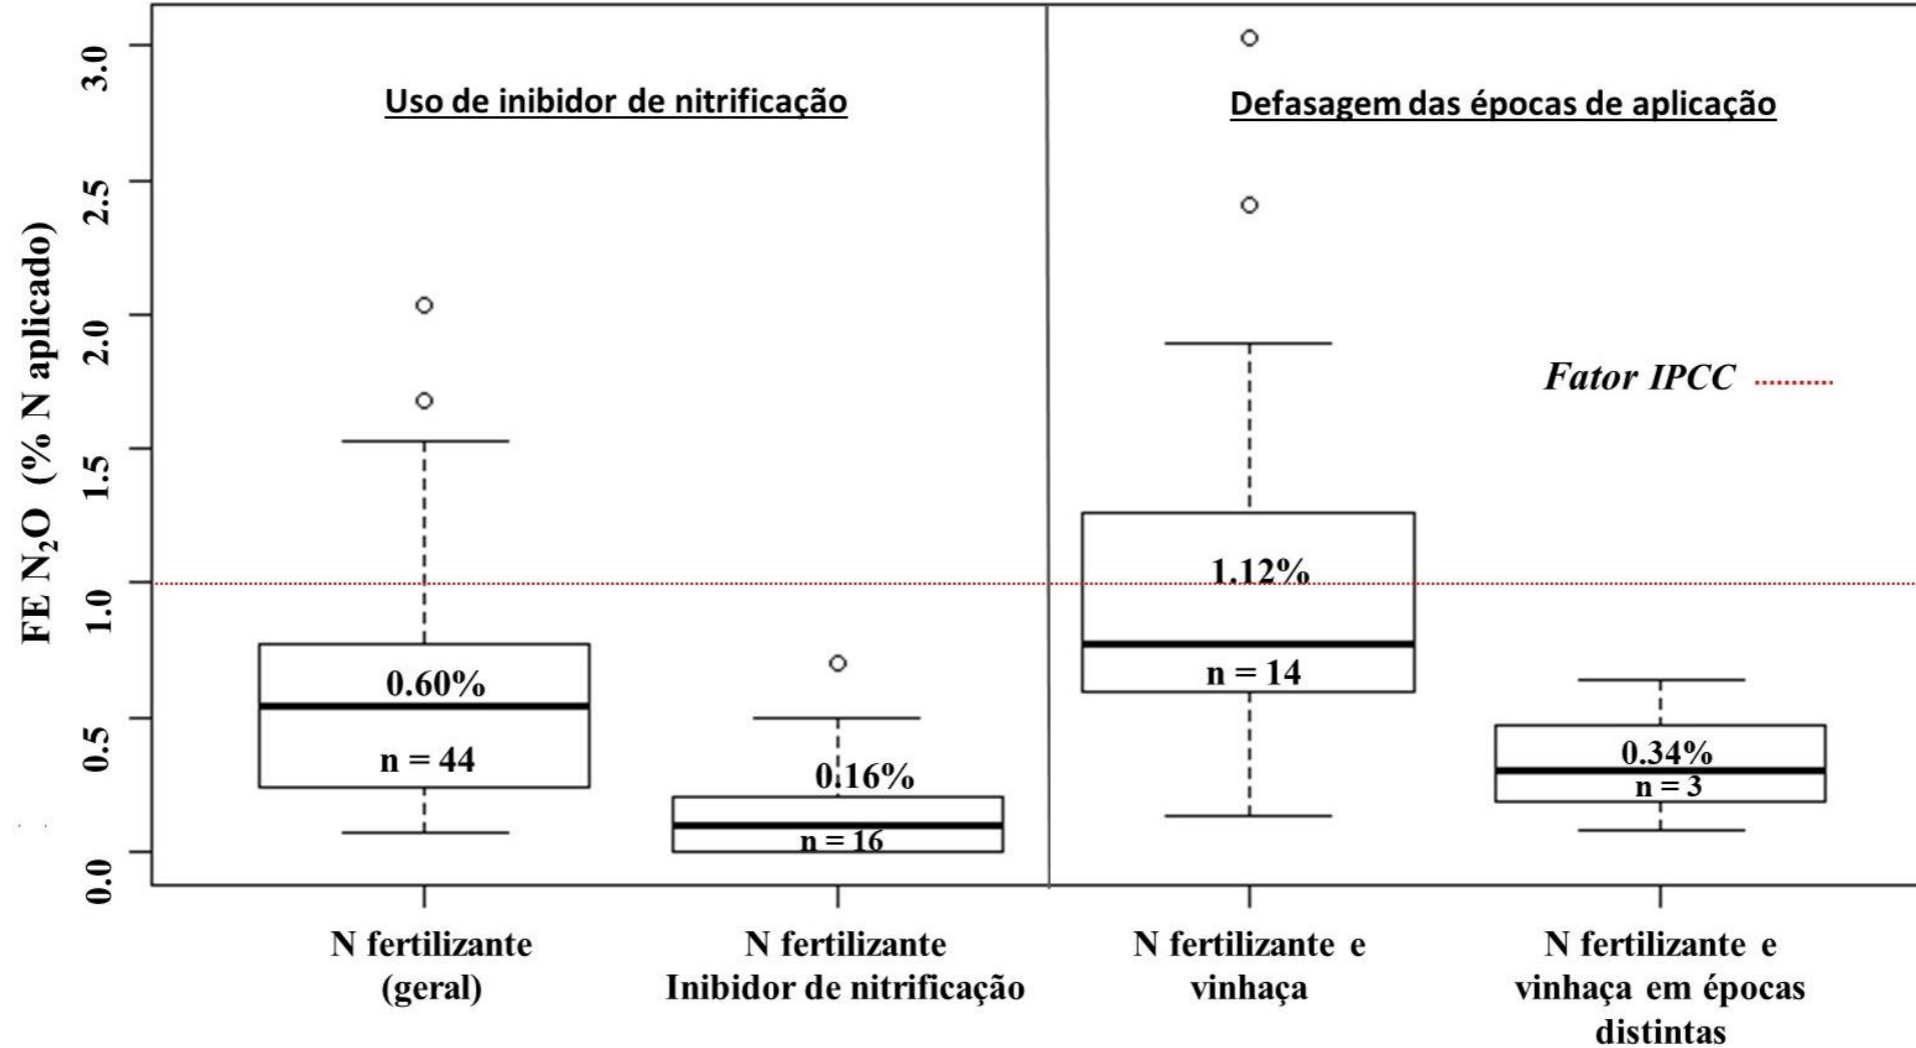 Uso de inibidor de nitrificação
Defasagem das épocas de aplicação
FE N₂O (% N aplicado)
3.0
2.5
2.0
1.5
1.0
0.5
0.0
Fator IPCC
0.60%
n = 44
0.16%
n = 16
1.12%
n = 14
0.34%
n = 3
N fertilizante
(geral)
N fertilizante
Inibidor de nitrificação
N fertilizante e
vinhaça
N fertilizante e
vinhaça em épocas
distintas